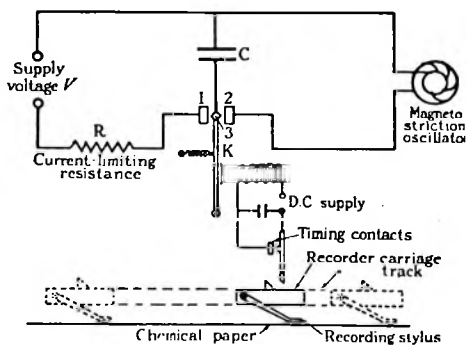 C
Supply
voltage V
1 2
3
R
K
Current-limiting
resistance
Magneto
striction
oscillator
D.C supply
Timing contacts
Recorder carriage
track
Chemical paper
Recording stylus